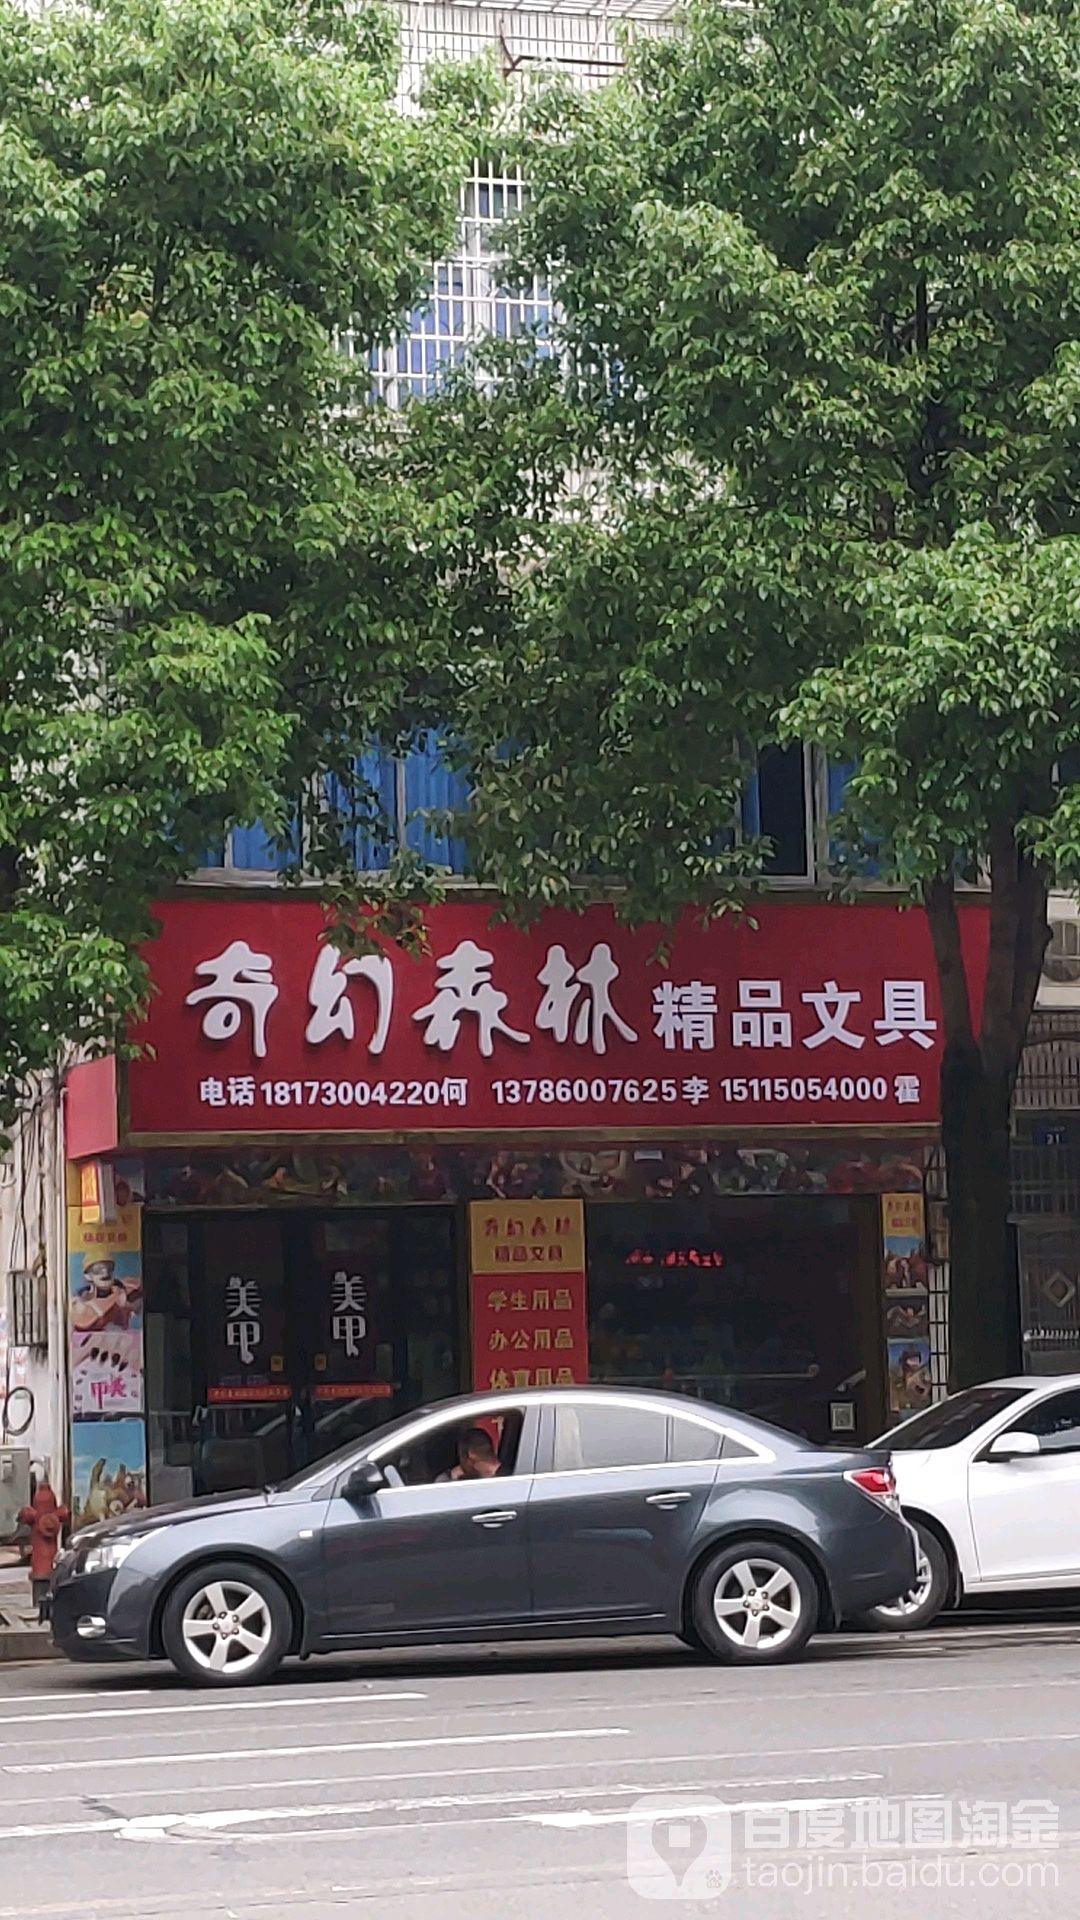 奇幻森林 精品文具
电话18173004220何 13786007625李 15115054000霍
奇幻森林
精品文具
学生用品
办公用品
体育用品
美甲
美甲
美甲
21
百度地图淘金
taojin.baidu.com